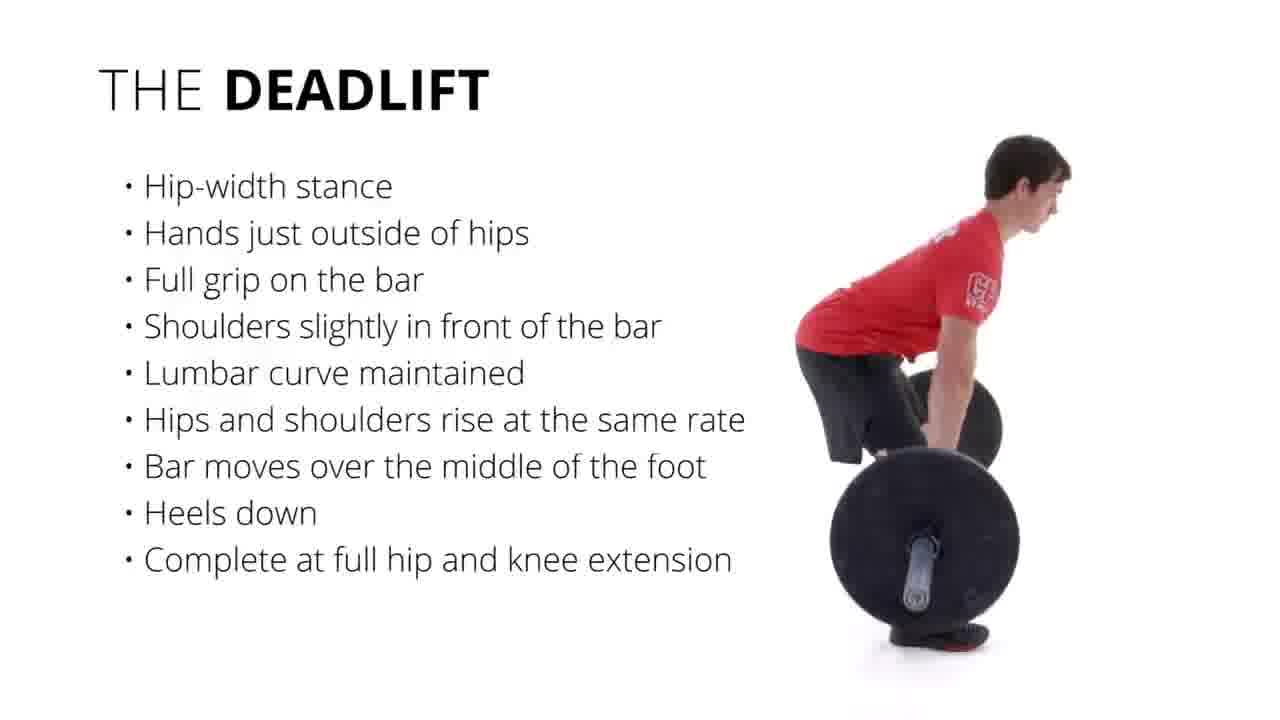 THE DEADLIFT
• Hip-width stance
• Hands just outside of hips
• Full grip on the bar
• Shoulders slightly in front of the bar
• Lumbar curve maintained
• Hips and shoulders rise at the same rate
• Bar moves over the middle of the foot
• Heels down
• Complete at full hip and knee extension